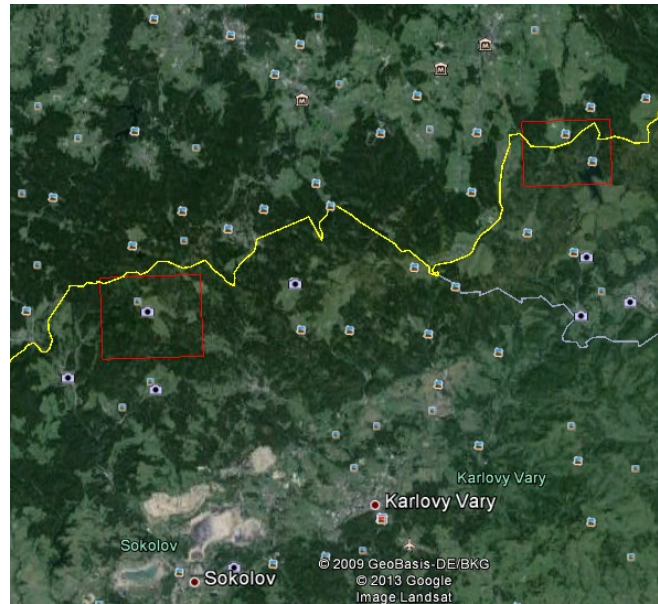 Karlovy Vary
Karlovy Vary
Sokolov
Sokolov
© 2009 GeoBasis-DE/BKG
© 2013 Google
Image Landsat